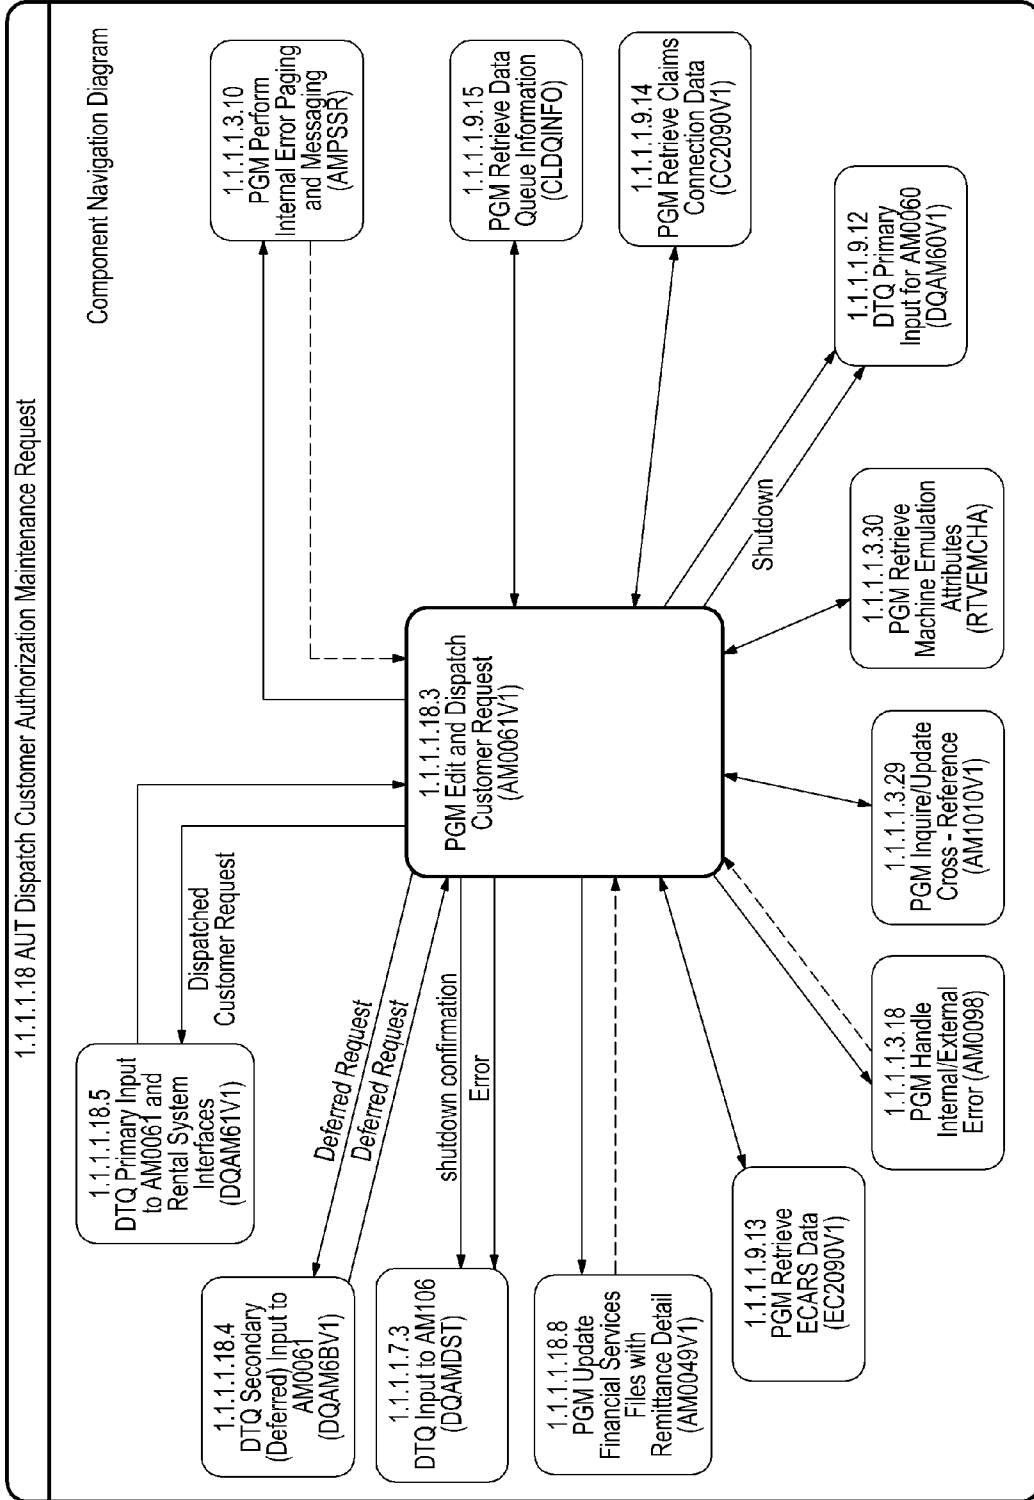 1.1.1.1.18 AUT Dispatch Customer Authorization Maintenance Request
Component Navigation Diagram
1.1.1.1.18.5
DTQ Primary Input
to AM0061 and
Rental System
Interfaces
(DQAM61V1)
Dispatched
Customer Request
1.1.1.1.3.10
PGM Perform
Internal Error Paging
and Messaging
(AMPSSR)
1.1.1.1.18.4
DTQ Secondary
(Deferred) Input to
AM0061
(DQAM6BV1)
Deferred Request
Deferred Request
1.1.1.1.18.3
PGM Edit and Dispatch
Customer Request
(AM0061V1)
1.1.1.1.9.15
PGM Retrieve Data
Queue Information
(CLDQINFO)
1.1.1.1.7.3
DTQ Input to AM106
(DQAMDST)
shutdown confirmation
Error
1.1.1.1.9.14
PGM Retrieve Claims
Connection Data
(CC2090V1)
1.1.1.1.18.8
PGM Update
Financial Services
Files with
Remittance Detail
(AM0049V1)
Shutdown
1.1.1.1.9.12
DTQ Primary
Input for AM0060
(DQAM60V1)
1.1.1.1.9.13
PGM Retrieve
ECARS Data
(EC2090V1)
1.1.1.1.3.18
PGM Handle
Internal/External
Error (AM0098)
1.1.1.1.3.29
PGM Inquire/Update
Cross - Reference
(AM1010V1)
1.1.1.1.3.30
PGM Retrieve
Machine Emulation
Attributes
(RTVEMCHA)